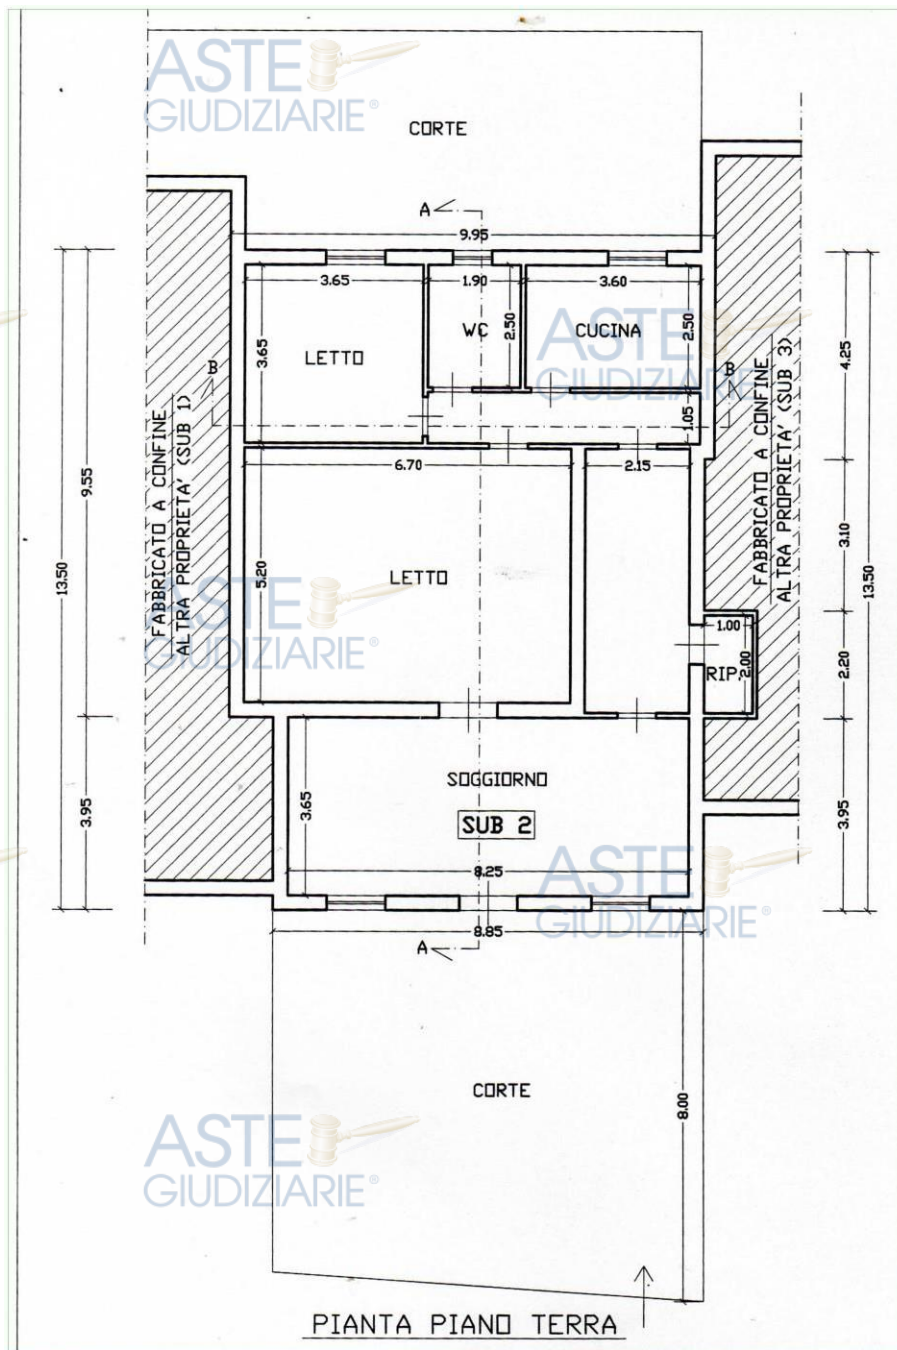 ASTE
GIUDIZIARIE®
CORTE
A
9.95
3.65
1.90
3.60
3.65
2.50
2.50
WC
CUCINA
LETTO
ASTE
B
B
1.05
4.25
FABBRICATO A CONFINE
ALTRA PROPRIETA' (SUB 1)
FABBRICATO A CONFINE
ALTRA PROPRIETA' (SUB 3)
6.70
2.15
9.55
13.50
5.20
LETTO
ASTE
GIUDIZIARIE®
3.10
13.50
1.00
2.00
RIP.
2.20
SOGGIORNO
SUB 2
3.65
3.95
3.95
8.25
ASTE
GIUDIZIARIE®
8.85
A
CORTE
8.00
ASTE
GIUDIZIARIE®
PIANTA PIANO TERRA